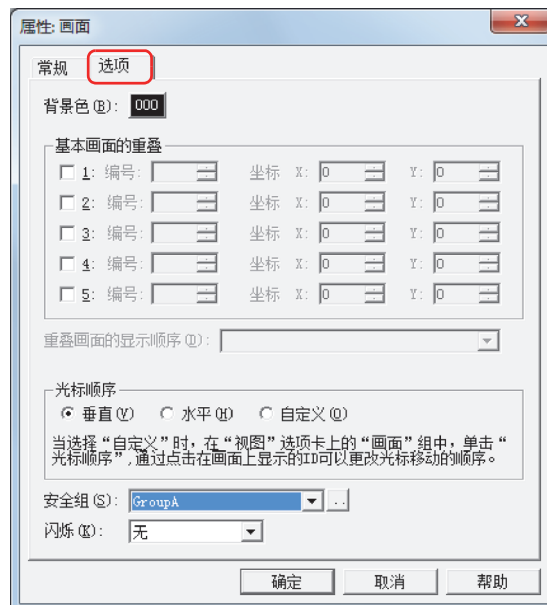 属性: 画面
常规 选项
背景色(B): 000
基本画面的重叠
1: 编号: 坐标 X: 0 Y: 0
2: 编号: 坐标 X: 0 Y: 0
3: 编号: 坐标 X: 0 Y: 0
4: 编号: 坐标 X: 0 Y: 0
5: 编号: 坐标 X: 0 Y: 0
重叠画面的显示顺序(D):
光标顺序
垂直(V) 水平(H) 自定义(O)
当选择“自定义”时,在“视图”选项卡上的“画面”组中,单击“
光标顺序”,通过点击在画面上显示的ID可以更改光标移动的顺序。
安全组(S): GroupA ..
闪烁(K): 无
确定 取消 帮助